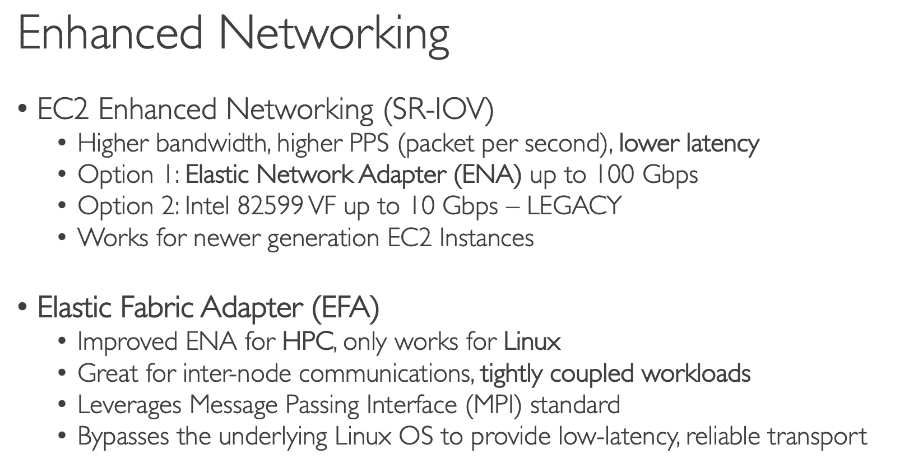 Enhanced Networking
• EC2 Enhanced Networking (SR-IOV)
• Higher bandwidth, higher PPS (packet per second), lower latency
• Option 1: Elastic Network Adapter (ENA) up to 100 Gbps
• Option 2: Intel 82599 VF up to 10 Gbps – LEGACY
• Works for newer generation EC2 Instances
• Elastic Fabric Adapter (EFA)
• Improved ENA for HPC, only works for Linux
• Great for inter-node communications, tightly coupled workloads
• Leverages Message Passing Interface (MPI) standard
• Bypasses the underlying Linux OS to provide low-latency, reliable transport